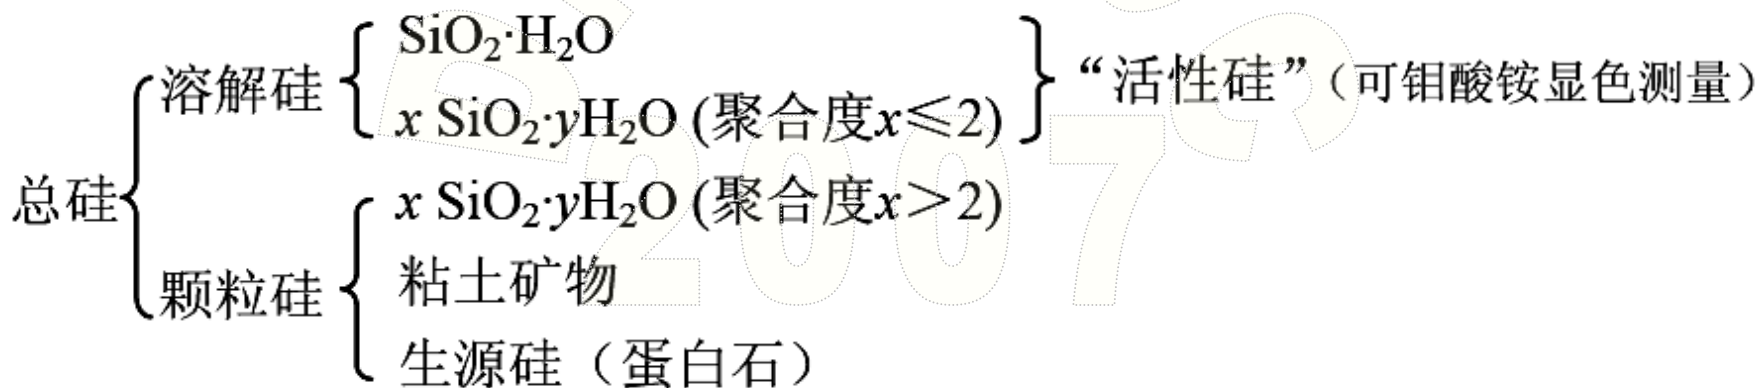 SiO₂·H₂O
溶解硅
“活性硅”(可钼酸铵显色测量)
x SiO₂·yH₂O (聚合度x≤2)
总硅
x SiO₂·yH₂O (聚合度x>2)
颗粒硅
粘土矿物
生源硅(蛋白石)
2007